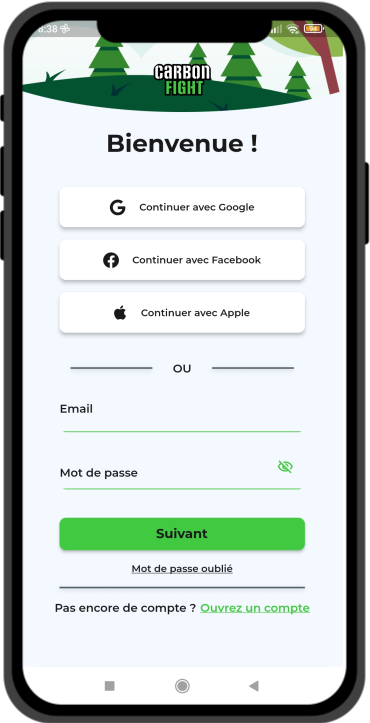 8:38
94
CARBON
FIGHT
Bienvenue !
Continuer avec Google
Continuer avec Facebook
Continuer avec Apple
OU
Email
Mot de passe
Suivant
Mot de passe oublié
Pas encore de compte ? Ouvrez un compte